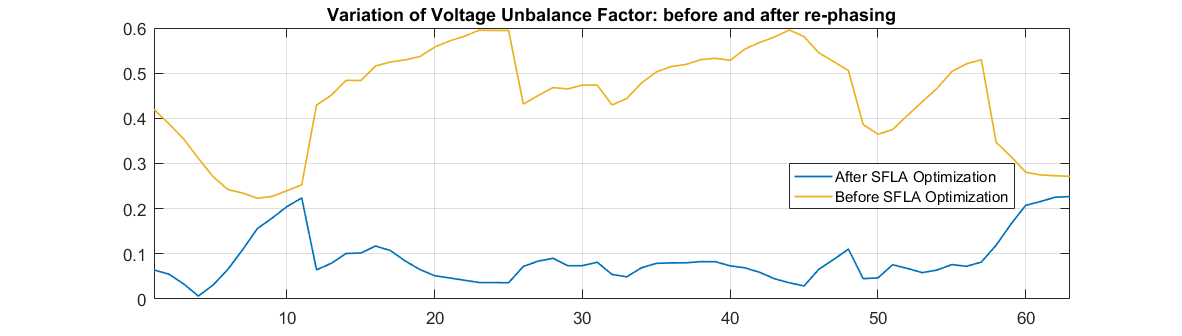 Variation of Voltage Unbalance Factor: before and after re-phasing
0.6
0.5
0.4
0.3
0.2
0.1
0
After SFLA Optimization
Before SFLA Optimization
10 20 30 40 50 60